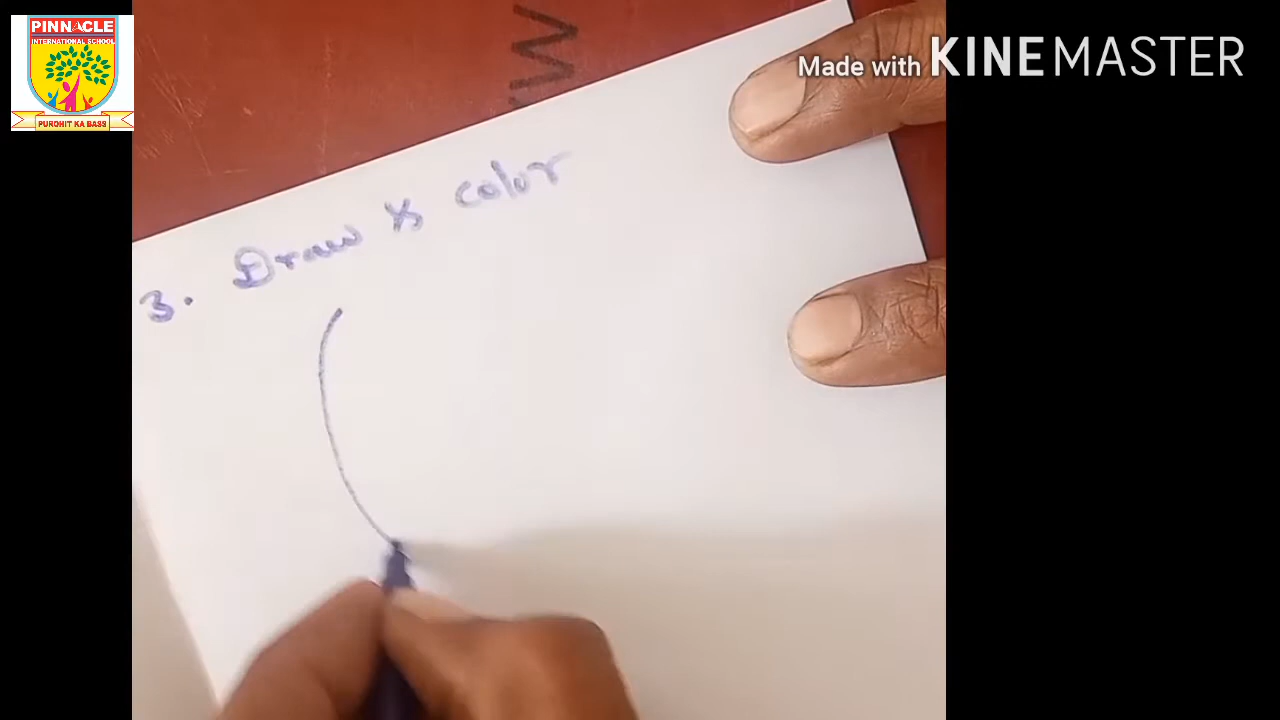 PINNACLE
INTERNATIONAL SCHOOL
PUROHIT KA BASS
Made with KINEMASTER
W
3. Draw & color